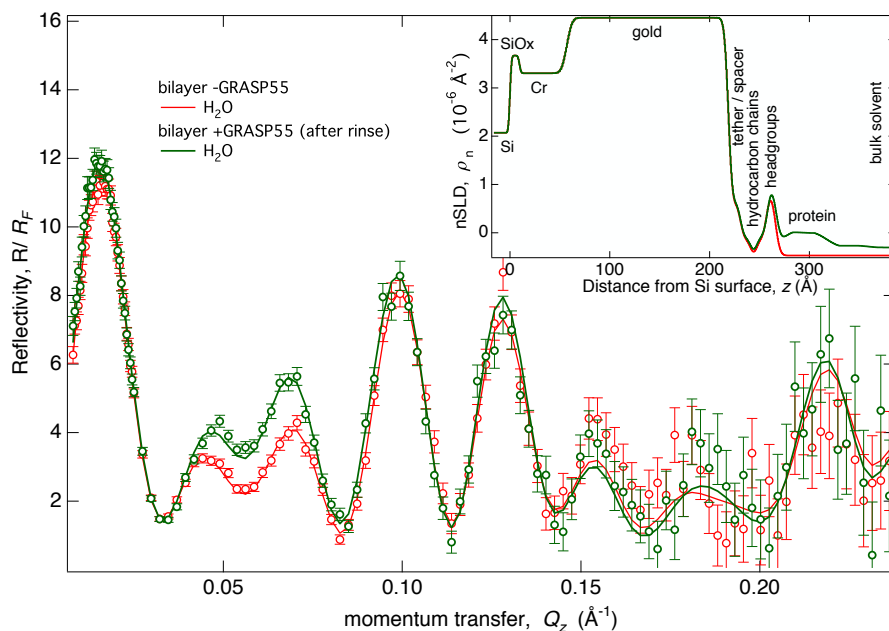 16
14
12
10
8
6
4
2
Reflectivity, R/ R_F
0.05
0.10
0.15
0.20
momentum transfer, Q_z (Å⁻¹)
bilayer -GRASP55
H₂O
bilayer +GRASP55 (after rinse)
H₂O
4
2
0
nSLD, ρ_n (10⁻⁶ Å⁻²)
0
100
200
300
Distance from Si surface, z (Å)
Si
SiOx
Cr
gold
tether / spacer
hydrocarbon chains
headgroups
protein
bulk solvent